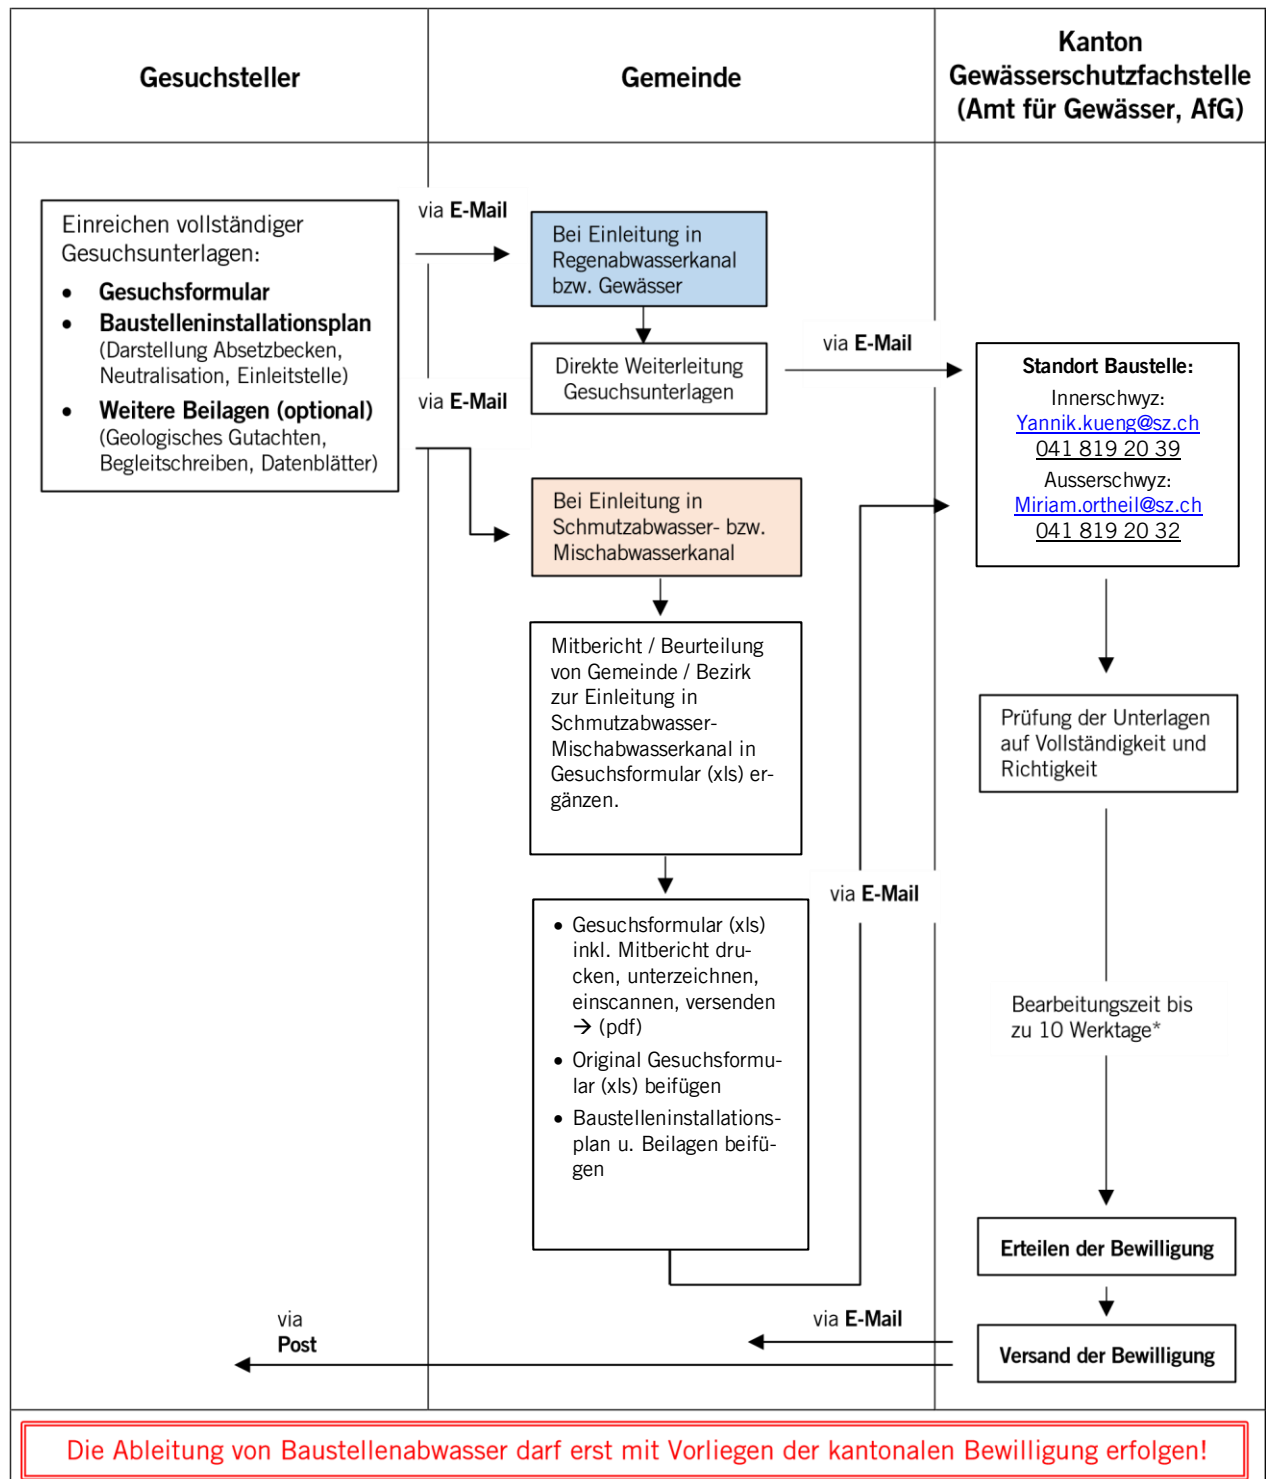 Gesuchsteller
Gemeinde
Kanton
Gewässerschutzfachstelle
(Amt für Gewässer, AfG)
Einreichen vollständiger
Gesuchsunterlagen:
• Gesuchsformular
• Baustelleninstallationsplan
(Darstellung Absetzbecken,
Neutralisation, Einleitstelle)
• Weitere Beilagen (optional)
(Geologisches Gutachten,
Begleitschreiben, Datenblätter)
via E-Mail
via E-Mail
Bei Einleitung in
Regenabwasserkanal
bzw. Gewässer
Direkte Weiterleitung
Gesuchsunterlagen
via E-Mail
Bei Einleitung in
Schmutzabwasser- bzw.
Mischabwasserkanal
Mitbericht / Beurteilung
von Gemeinde / Bezirk
zur Einleitung in
Schmutzabwasser-
Mischabwasserkanal in
Gesuchsformular (xls) er-
gänzen.
• Gesuchsformular (xls)
inkl. Mitbericht dru-
cken, unterzeichnen,
einscannen, versenden
→ (pdf)
• Original Gesuchsformu-
lar (xls) beifügen
• Baustelleninstallations-
plan u. Beilagen beifü-
gen
via E-Mail
Standort Baustelle:
Innerschwyz:
Yannik.kueng@sz.ch
041 819 20 39
Ausserschwyz:
Miriam.ortheil@sz.ch
041 819 20 32
Prüfung der Unterlagen
auf Vollständigkeit und
Richtigkeit
Bearbeitungszeit bis
zu 10 Werktage*
Erteilen der Bewilligung
Versand der Bewilligung
via E-Mail
via
Post
Die Ableitung von Baustellenabwasser darf erst mit Vorliegen der kantonalen Bewilligung erfolgen!